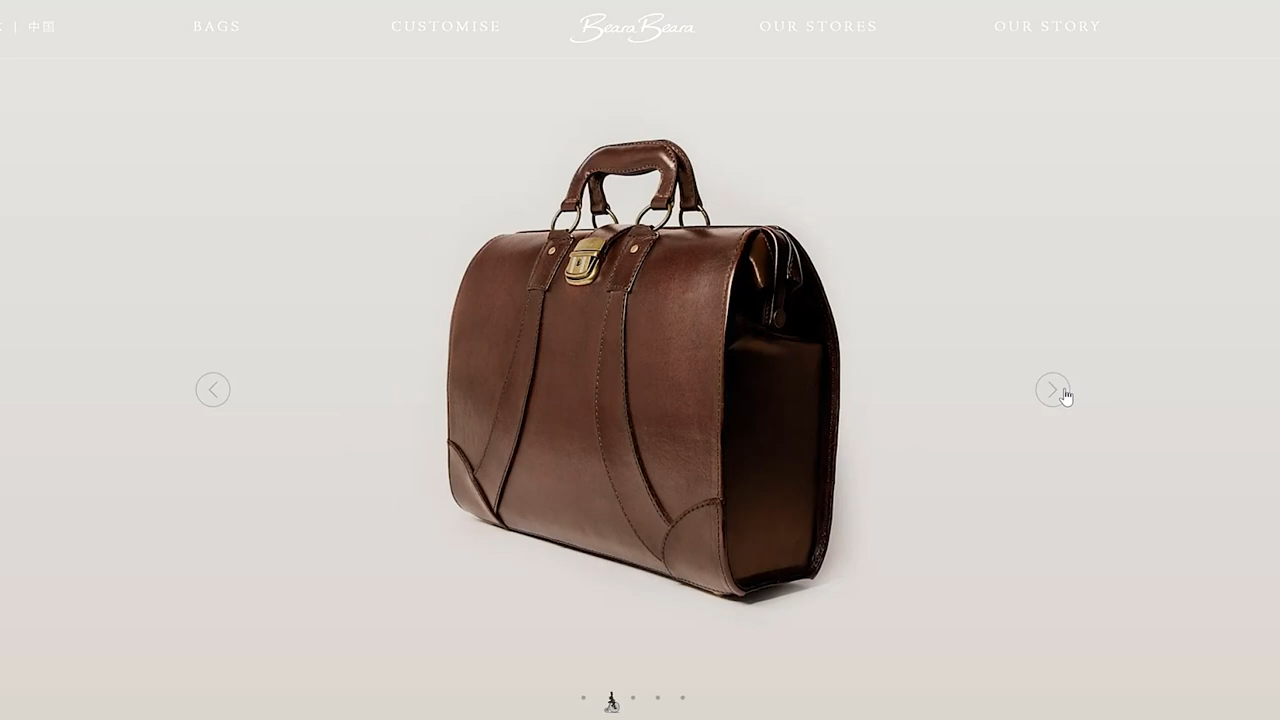 中国
BAGS
CUSTOMISE
Beara Beara
OUR STORES
OUR STORY